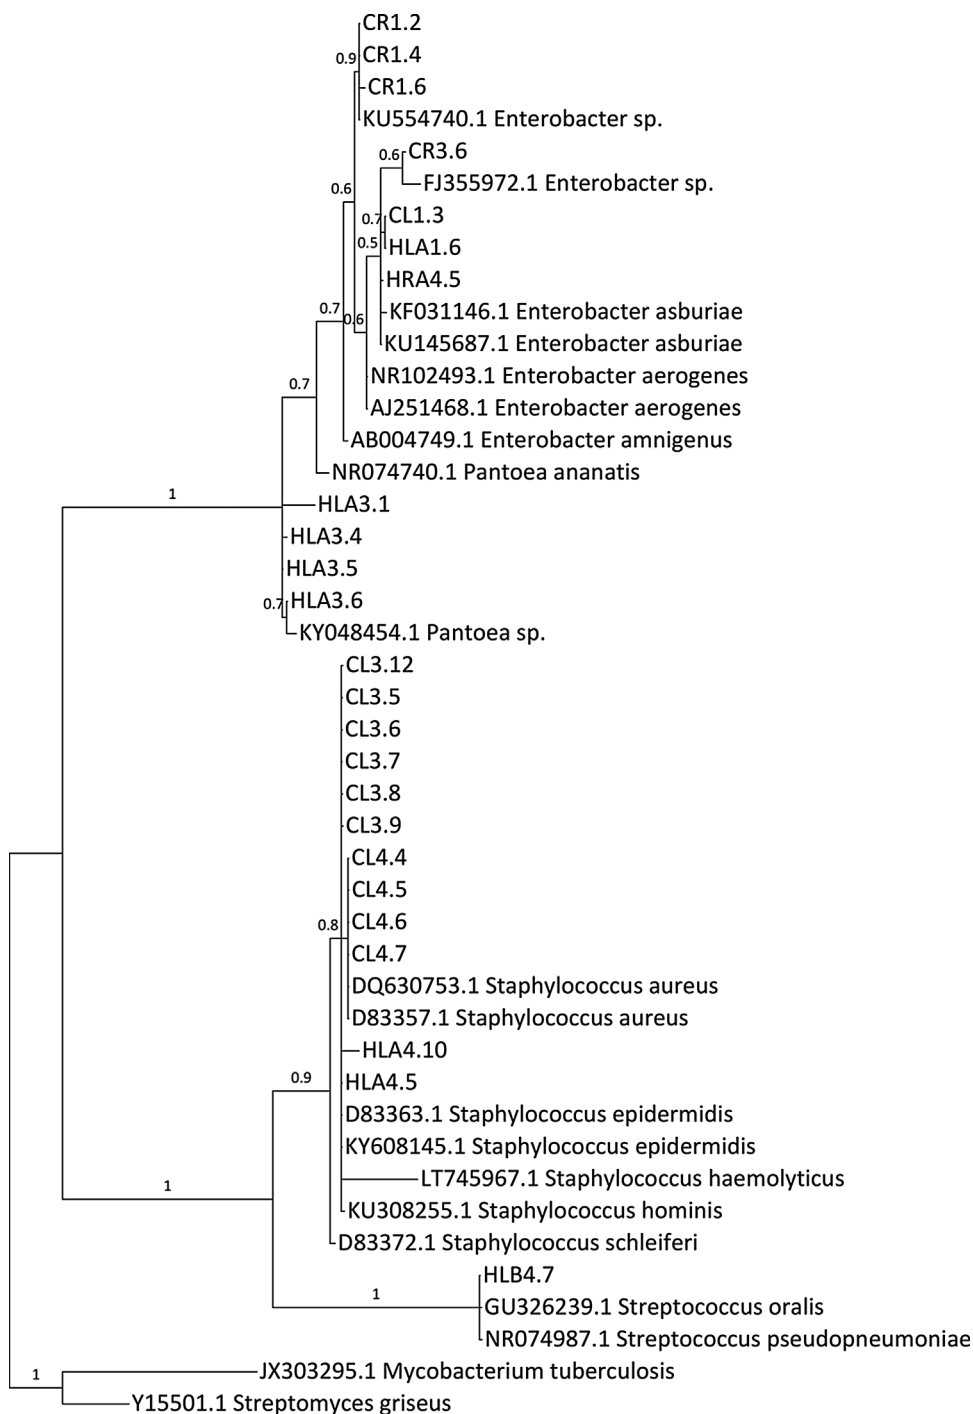 CR1.2
0.9
CR1.4
CR1.6
KU554740.1 Enterobacter sp.
0.6
CR3.6
FJ355972.1 Enterobacter sp.
0.6
0.7
CL1.3
0.5
HLA1.6
HRA4.5
0.7
KF031146.1 Enterobacter asburiae
0.6
KU145687.1 Enterobacter asburiae
NR102493.1 Enterobacter aerogenes
0.7
AJ251468.1 Enterobacter aerogenes
AB004749.1 Enterobacter amnigenus
NR074740.1 Pantoea ananatis
1
HLA3.1
HLA3.4
HLA3.5
0.7
HLA3.6
KY048454.1 Pantoea sp.
CL3.12
CL3.5
CL3.6
CL3.7
CL3.8
CL3.9
CL4.4
CL4.5
0.8
CL4.6
CL4.7
DQ630753.1 Staphylococcus aureus
D83357.1 Staphylococcus aureus
HLA4.10
0.9
HLA4.5
D83363.1 Staphylococcus epidermidis
KY608145.1 Staphylococcus epidermidis
1
LT745967.1 Staphylococcus haemolyticus
KU308255.1 Staphylococcus hominis
D83372.1 Staphylococcus schleiferi
HLB4.7
1
GU326239.1 Streptococcus oralis
NR074987.1 Streptococcus pseudopneumoniae
1
JX303295.1 Mycobacterium tuberculosis
Y15501.1 Streptomyces griseus